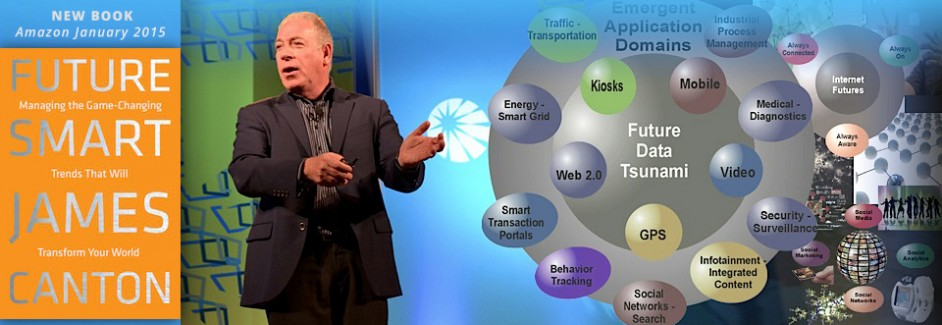 NEW BOOK
Amazon January 2015
FUTURE
Managing the Game-Changing
SMART
Trends That Will
JAMES
Transform Your World
CANTON
Emergent
Application
Domains
Traffic -
Transportation
Industrial
Process
Management
Kiosks
Mobile
Energy -
Smart Grid
Medical -
Diagnostics
Future
Data
Tsunami
Web 2.0
Video
Smart
Transaction
Portals
GPS
Security -
Surveillance
Behavior
Tracking
Infotainment -
Integrated
Content
Social
Networks -
Search
Always
Connected
Always
On
Internet
Futures
Always
Aware
Social
Media
Social
Marketing
Social
Analytics
Social
Networks